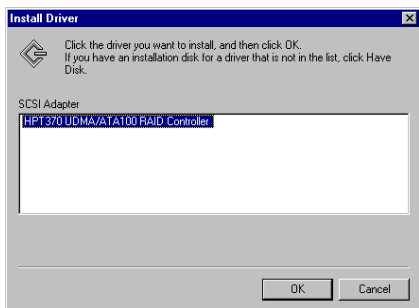 Install Driver
Click the driver you want to install, and then click OK.
If you have an installation disk for a driver that is not in the list, click Have
Disk.
SCSI Adapter
HPT370 UDMA/ATA100 RAID Controller
OK
Cancel